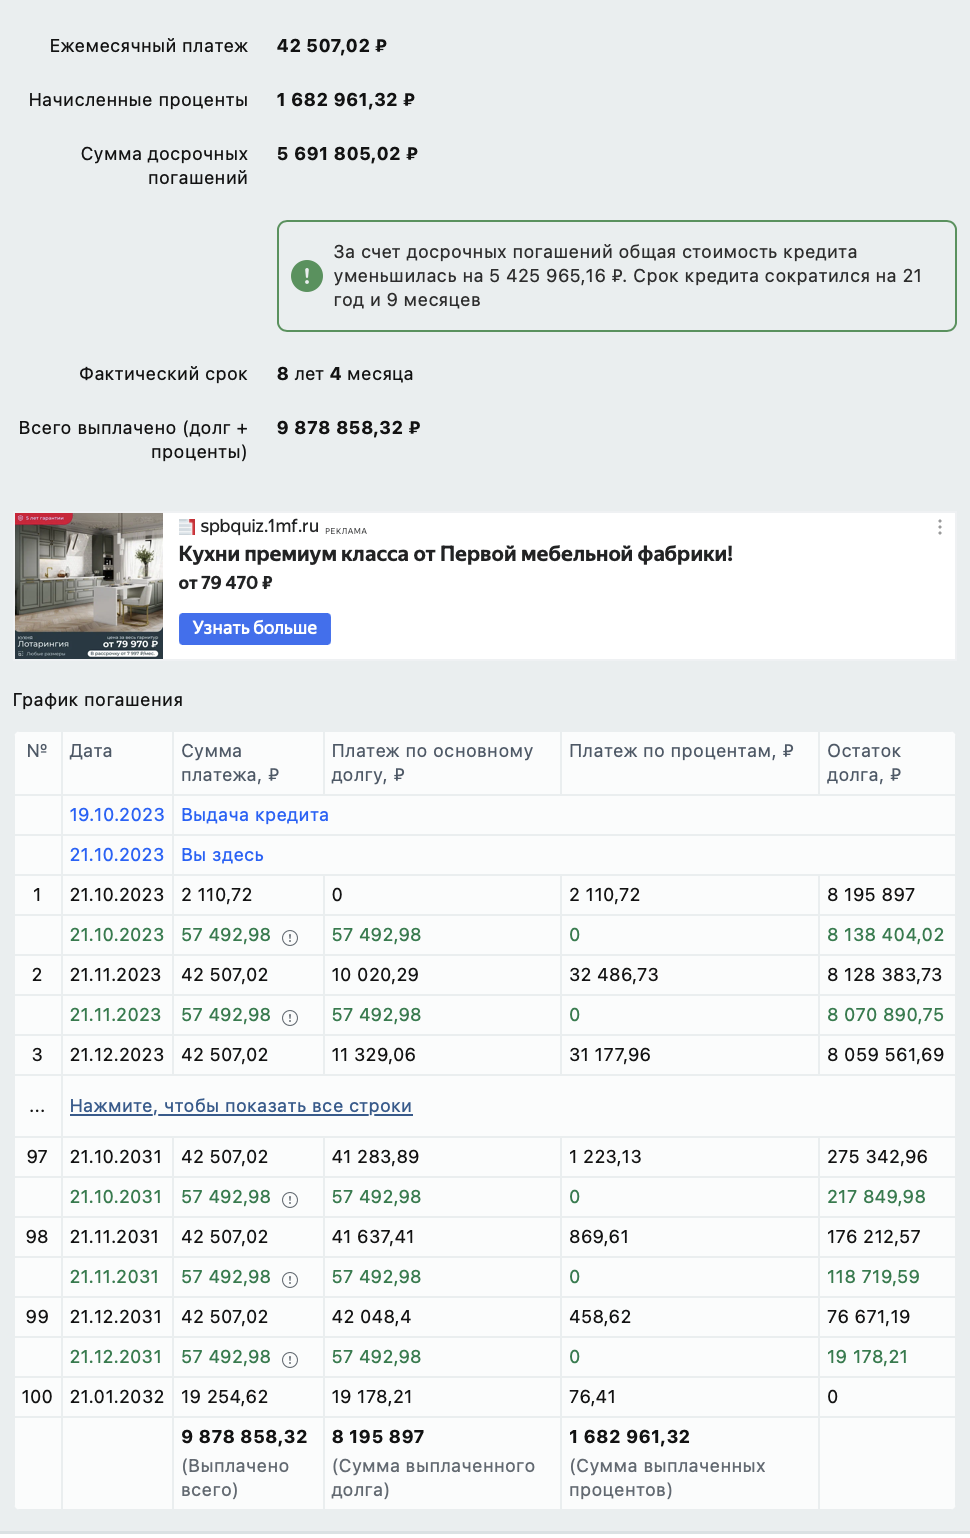 Ежемесячный платеж 42 507,02 ₽
Начисленные проценты 1 682 961,32 ₽
Сумма досрочных 5 691 805,02 ₽
погашений
За счет досрочных погашений общая стоимость кредита
уменьшилась на 5 425 965,16 ₽. Срок кредита сократился на 21
год и 9 месяцев
Фактический срок 8 лет 4 месяца
Всего выплачено (долг + 9 878 858,32 ₽
проценты)
5 лет гарантии
кухня
Лотарингия
Любые размеры
цена за весь гарнитур
от 79 970 ₽
spbquiz.1mf.ru РЕКЛАМА
Кухни премиум класса от Первой мебельной фабрики!
от 79 470 ₽
Узнать больше
График погашения
№ Дата Сумма Платеж по основному Платеж по процентам, ₽ Остаток
платежа, ₽ долгу, ₽ долга, ₽
19.10.2023 Выдача кредита
21.10.2023 Вы здесь
1 21.10.2023 2 110,72 0 2 110,72 8 195 897
21.10.2023 57 492,98 57 492,98 0 8 138 404,02
2 21.11.2023 42 507,02 10 020,29 32 486,73 8 128 383,73
21.11.2023 57 492,98 57 492,98 0 8 070 890,75
3 21.12.2023 42 507,02 11 329,06 31 177,96 8 059 561,69
... Нажмите, чтобы показать все строки
97 21.10.2031 42 507,02 41 283,89 1 223,13 275 342,96
21.10.2031 57 492,98 57 492,98 0 217 849,98
98 21.11.2031 42 507,02 41 637,41 869,61 176 212,57
21.11.2031 57 492,98 57 492,98 0 118 719,59
99 21.12.2031 42 507,02 42 048,4 458,62 76 671,19
21.12.2031 57 492,98 57 492,98 0 19 178,21
100 21.01.2032 19 254,62 19 178,21 76,41 0
9 878 858,32 8 195 897 1 682 961,32
(Выплачено (Сумма выплаченного (Сумма выплаченных
всего) долга) процентов)